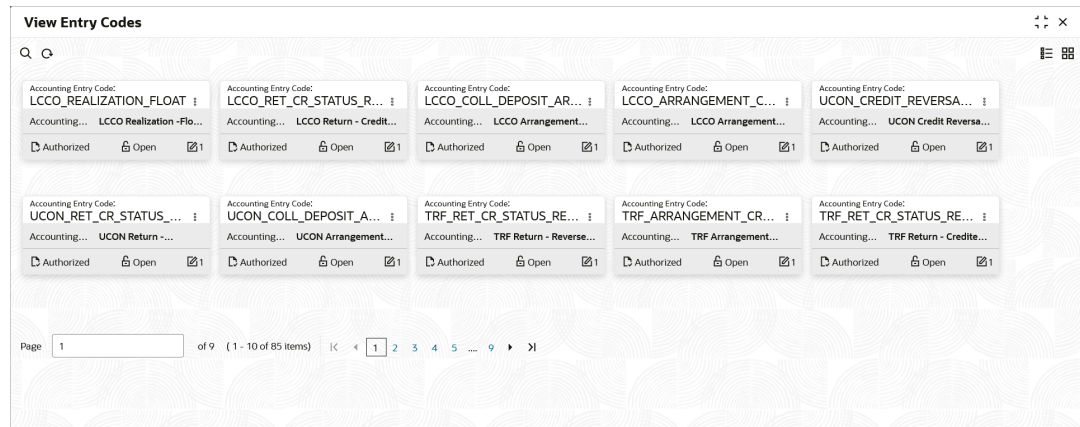 View Entry Codes
Accounting Entry Code:
LCCO_REALIZATION_FLOAT
Accounting... LCCO Realization -Flo...
Authorized Open 1
Accounting Entry Code:
LCCO_RET_CR_STATUS_R...
Accounting... LCCO Return - Credit...
Authorized Open 1
Accounting Entry Code:
LCCO_COLL_DEPOSIT_AR...
Accounting... LCCO Arrangement...
Authorized Open 1
Accounting Entry Code:
LCCO_ARRANGEMENT_C...
Accounting... LCCO Arrangement...
Authorized Open 1
Accounting Entry Code:
UCON_CREDIT_REVERSA...
Accounting... UCON Credit Reversa...
Authorized Open 1
Accounting Entry Code:
UCON_RET_CR_STATUS_...
Accounting... UCON Return -...
Authorized Open 1
Accounting Entry Code:
UCON_COLL_DEPOSIT_A...
Accounting... UCON Arrangement...
Authorized Open 1
Accounting Entry Code:
TRF_RET_CR_STATUS_RE...
Accounting... TRF Return - Reverse...
Authorized Open 1
Accounting Entry Code:
TRF_ARRANGEMENT_CR...
Accounting... TRF Arrangement...
Authorized Open 1
Accounting Entry Code:
TRF_RET_CR_STATUS_RE...
Accounting... TRF Return - Credite...
Authorized Open 1
Page 1 of 9 ( 1 - 10 of 85 items) 1 2 3 4 5 .... 9